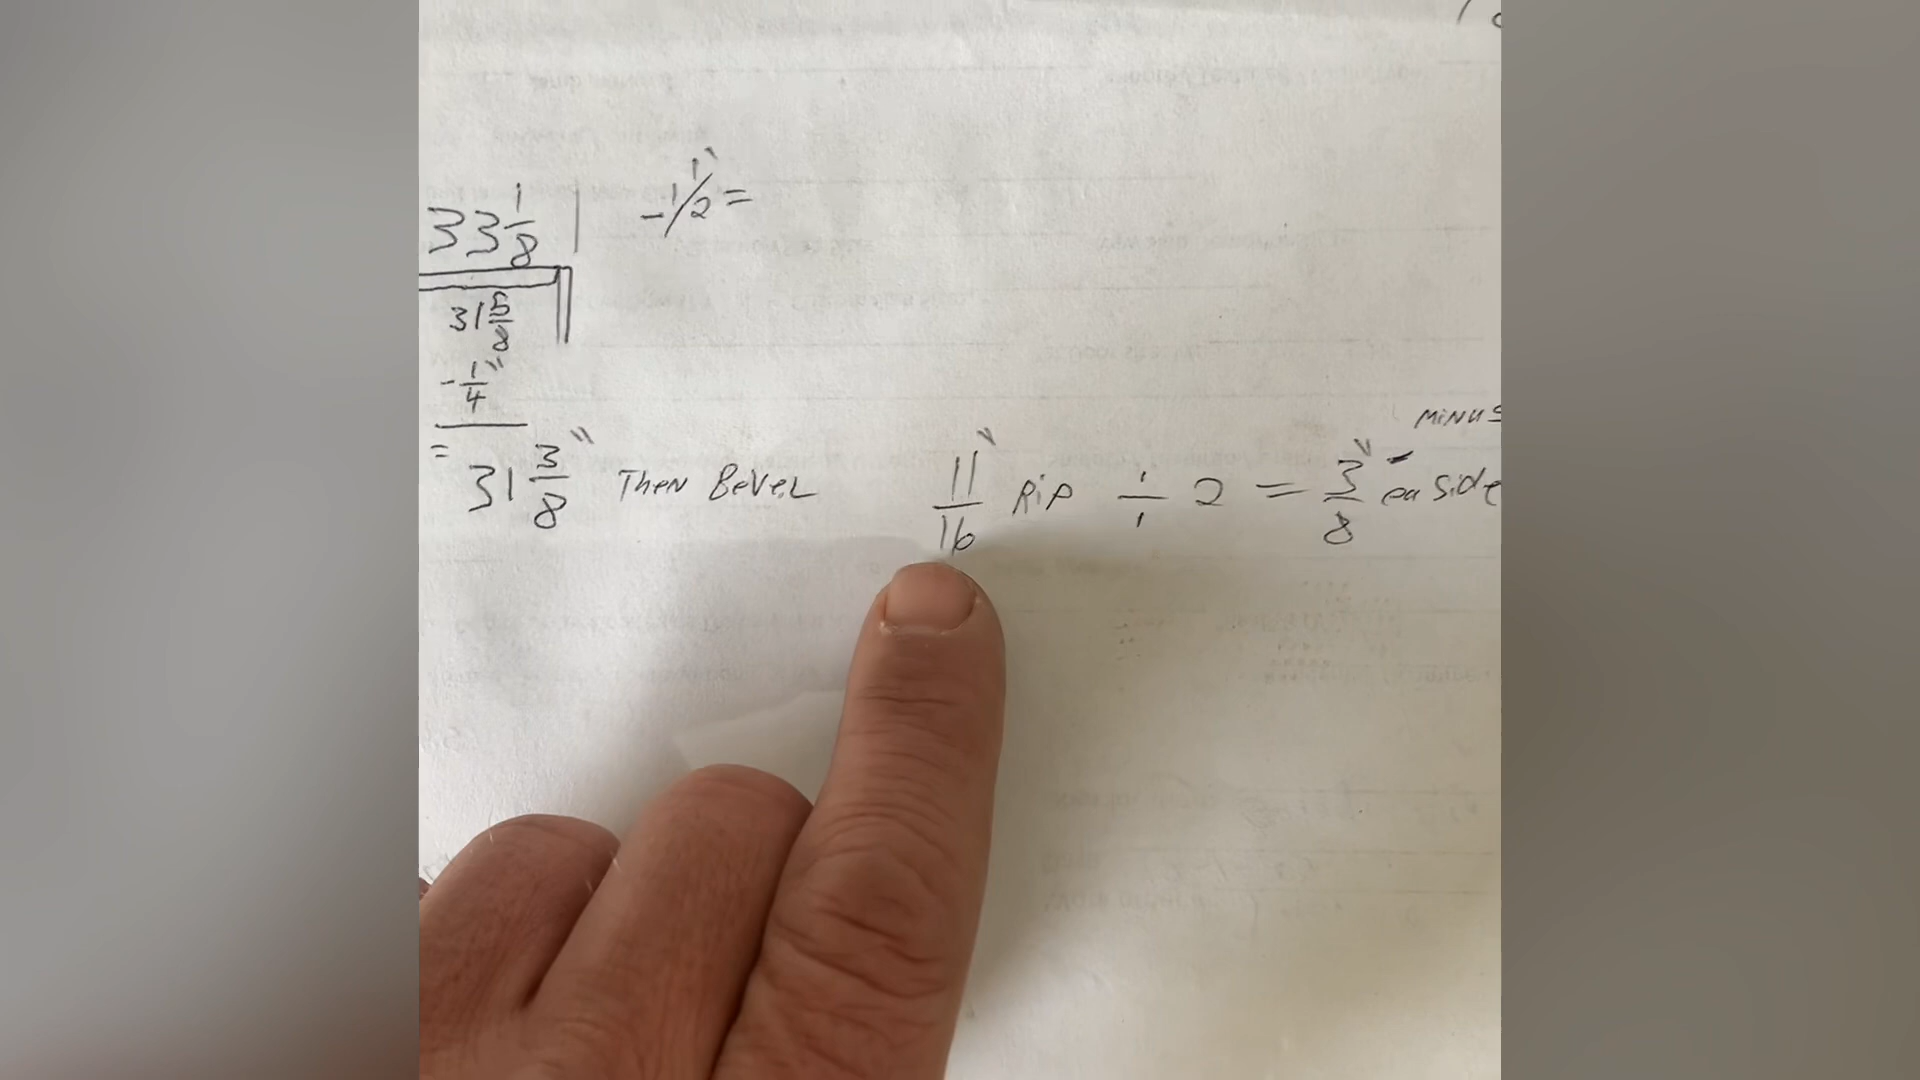 33 1/8 - 1 1/2" =
31 5/8
- 1/4"
= 31 3/8" THEN BEVEL 11/16" RIP ÷ 2 = 3/8" - ea side
MINUS